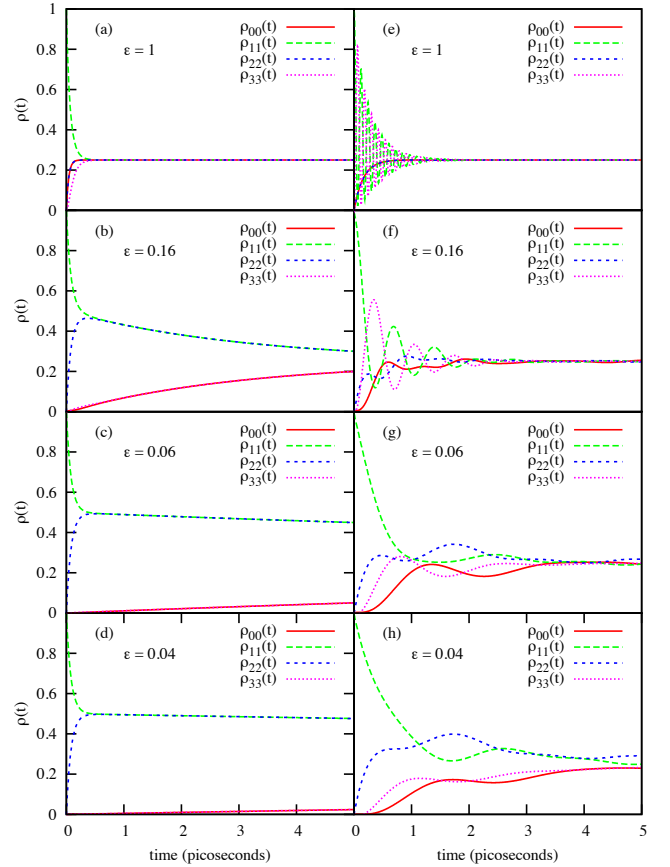 (a)
ε = 1
ρ00(t)
ρ11(t)
ρ22(t)
ρ33(t)
1
0.8
0.6
0.4
0.2
0
ρ(t)
(e)
ε = 1
ρ00(t)
ρ11(t)
ρ22(t)
ρ33(t)
(b)
ε = 0.16
ρ00(t)
ρ11(t)
ρ22(t)
ρ33(t)
0.8
0.6
0.4
0.2
0
ρ(t)
(f)
ε = 0.16
ρ00(t)
ρ11(t)
ρ22(t)
ρ33(t)
(c)
ε = 0.06
ρ00(t)
ρ11(t)
ρ22(t)
ρ33(t)
0.8
0.6
0.4
0.2
0
ρ(t)
(g)
ε = 0.06
ρ00(t)
ρ11(t)
ρ22(t)
ρ33(t)
(d)
ε = 0.04
ρ00(t)
ρ11(t)
ρ22(t)
ρ33(t)
0.8
0.6
0.4
0.2
0
ρ(t)
(h)
ε = 0.04
ρ00(t)
ρ11(t)
ρ22(t)
ρ33(t)
0 1 2 3 4
0 1 2 3 4 5
time (picoseconds)
time (picoseconds)